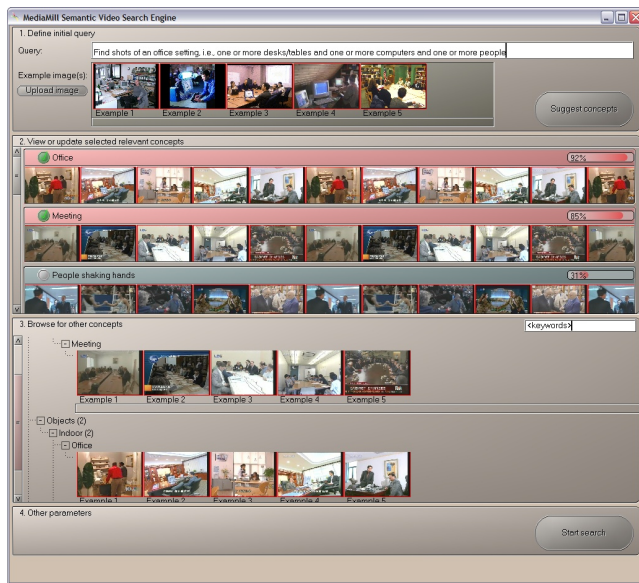 MediaMill Semantic Video Search Engine
1. Define initial query
Query:
Find shots of an office setting, i.e., one or more desks/tables and one or more computers and one or more people
Example image(s):
Upload image
Example 1 Example 2 Example 3 Example 4 Example 5
Suggest concepts
2. View or update selected relevant concepts
Office 92%
Meeting 85%
People shaking hands 31%
3. Browse for other concepts
<keywords>
Meeting
Example 1 Example 2 Example 3 Example 4 Example 5
Objects (2)
Indoor (2)
Office
Example 1 Example 2 Example 3 Example 4 Example 5
4. Other parameters
Start search